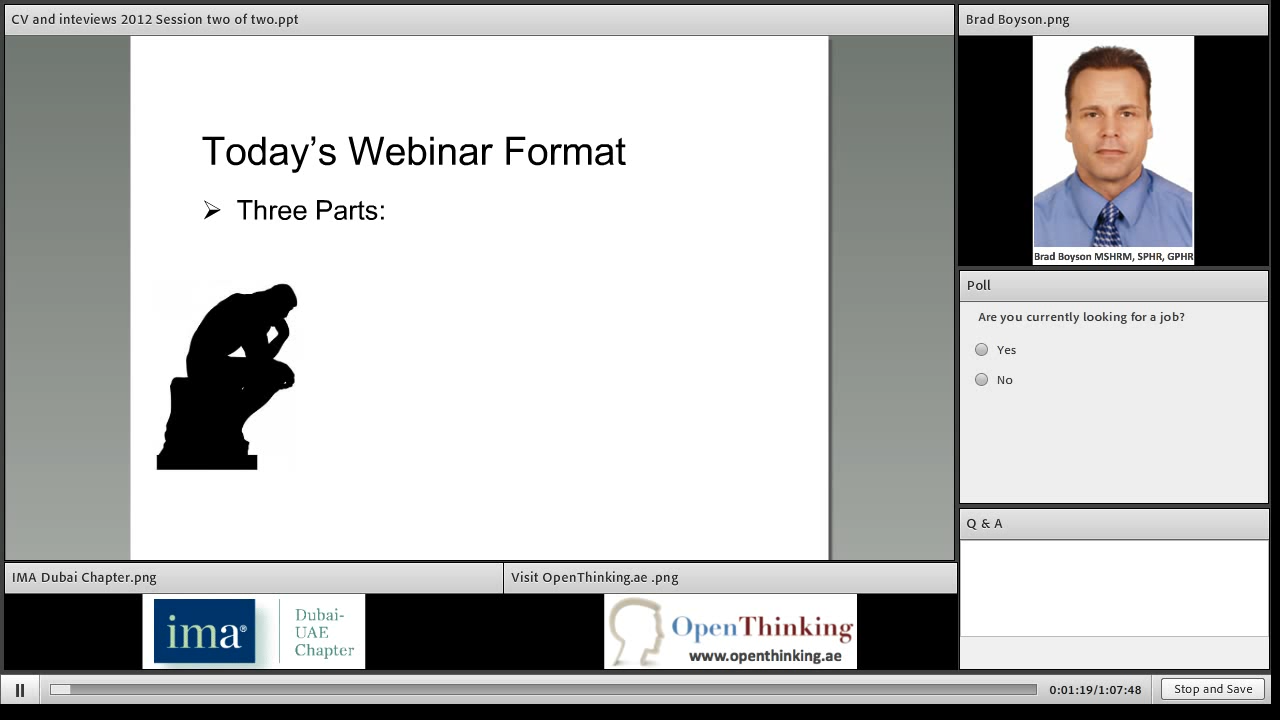 CV and inteviews 2012 Session two of two.ppt
Today's Webinar Format
➢ Three Parts:
Brad Boyson.png
Brad Boyson MSHRM, SPHR, GPHR
Poll
Are you currently looking for a job?
Yes
No
Q & A
IMA Dubai Chapter.png
ima®
Dubai-
UAE
Chapter
Visit OpenThinking.ae .png
OpenThinking
www.openthinking.ae
0:01:19/1:07:48
Stop and Save